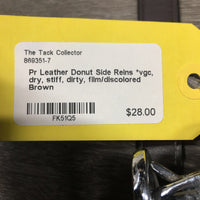 The Tack Collector
869351-7
Pr Leather Donut Side Reins *vgc,
dry, stiff, dirty, film/discolored
Brown
$28.00
FK51Q5